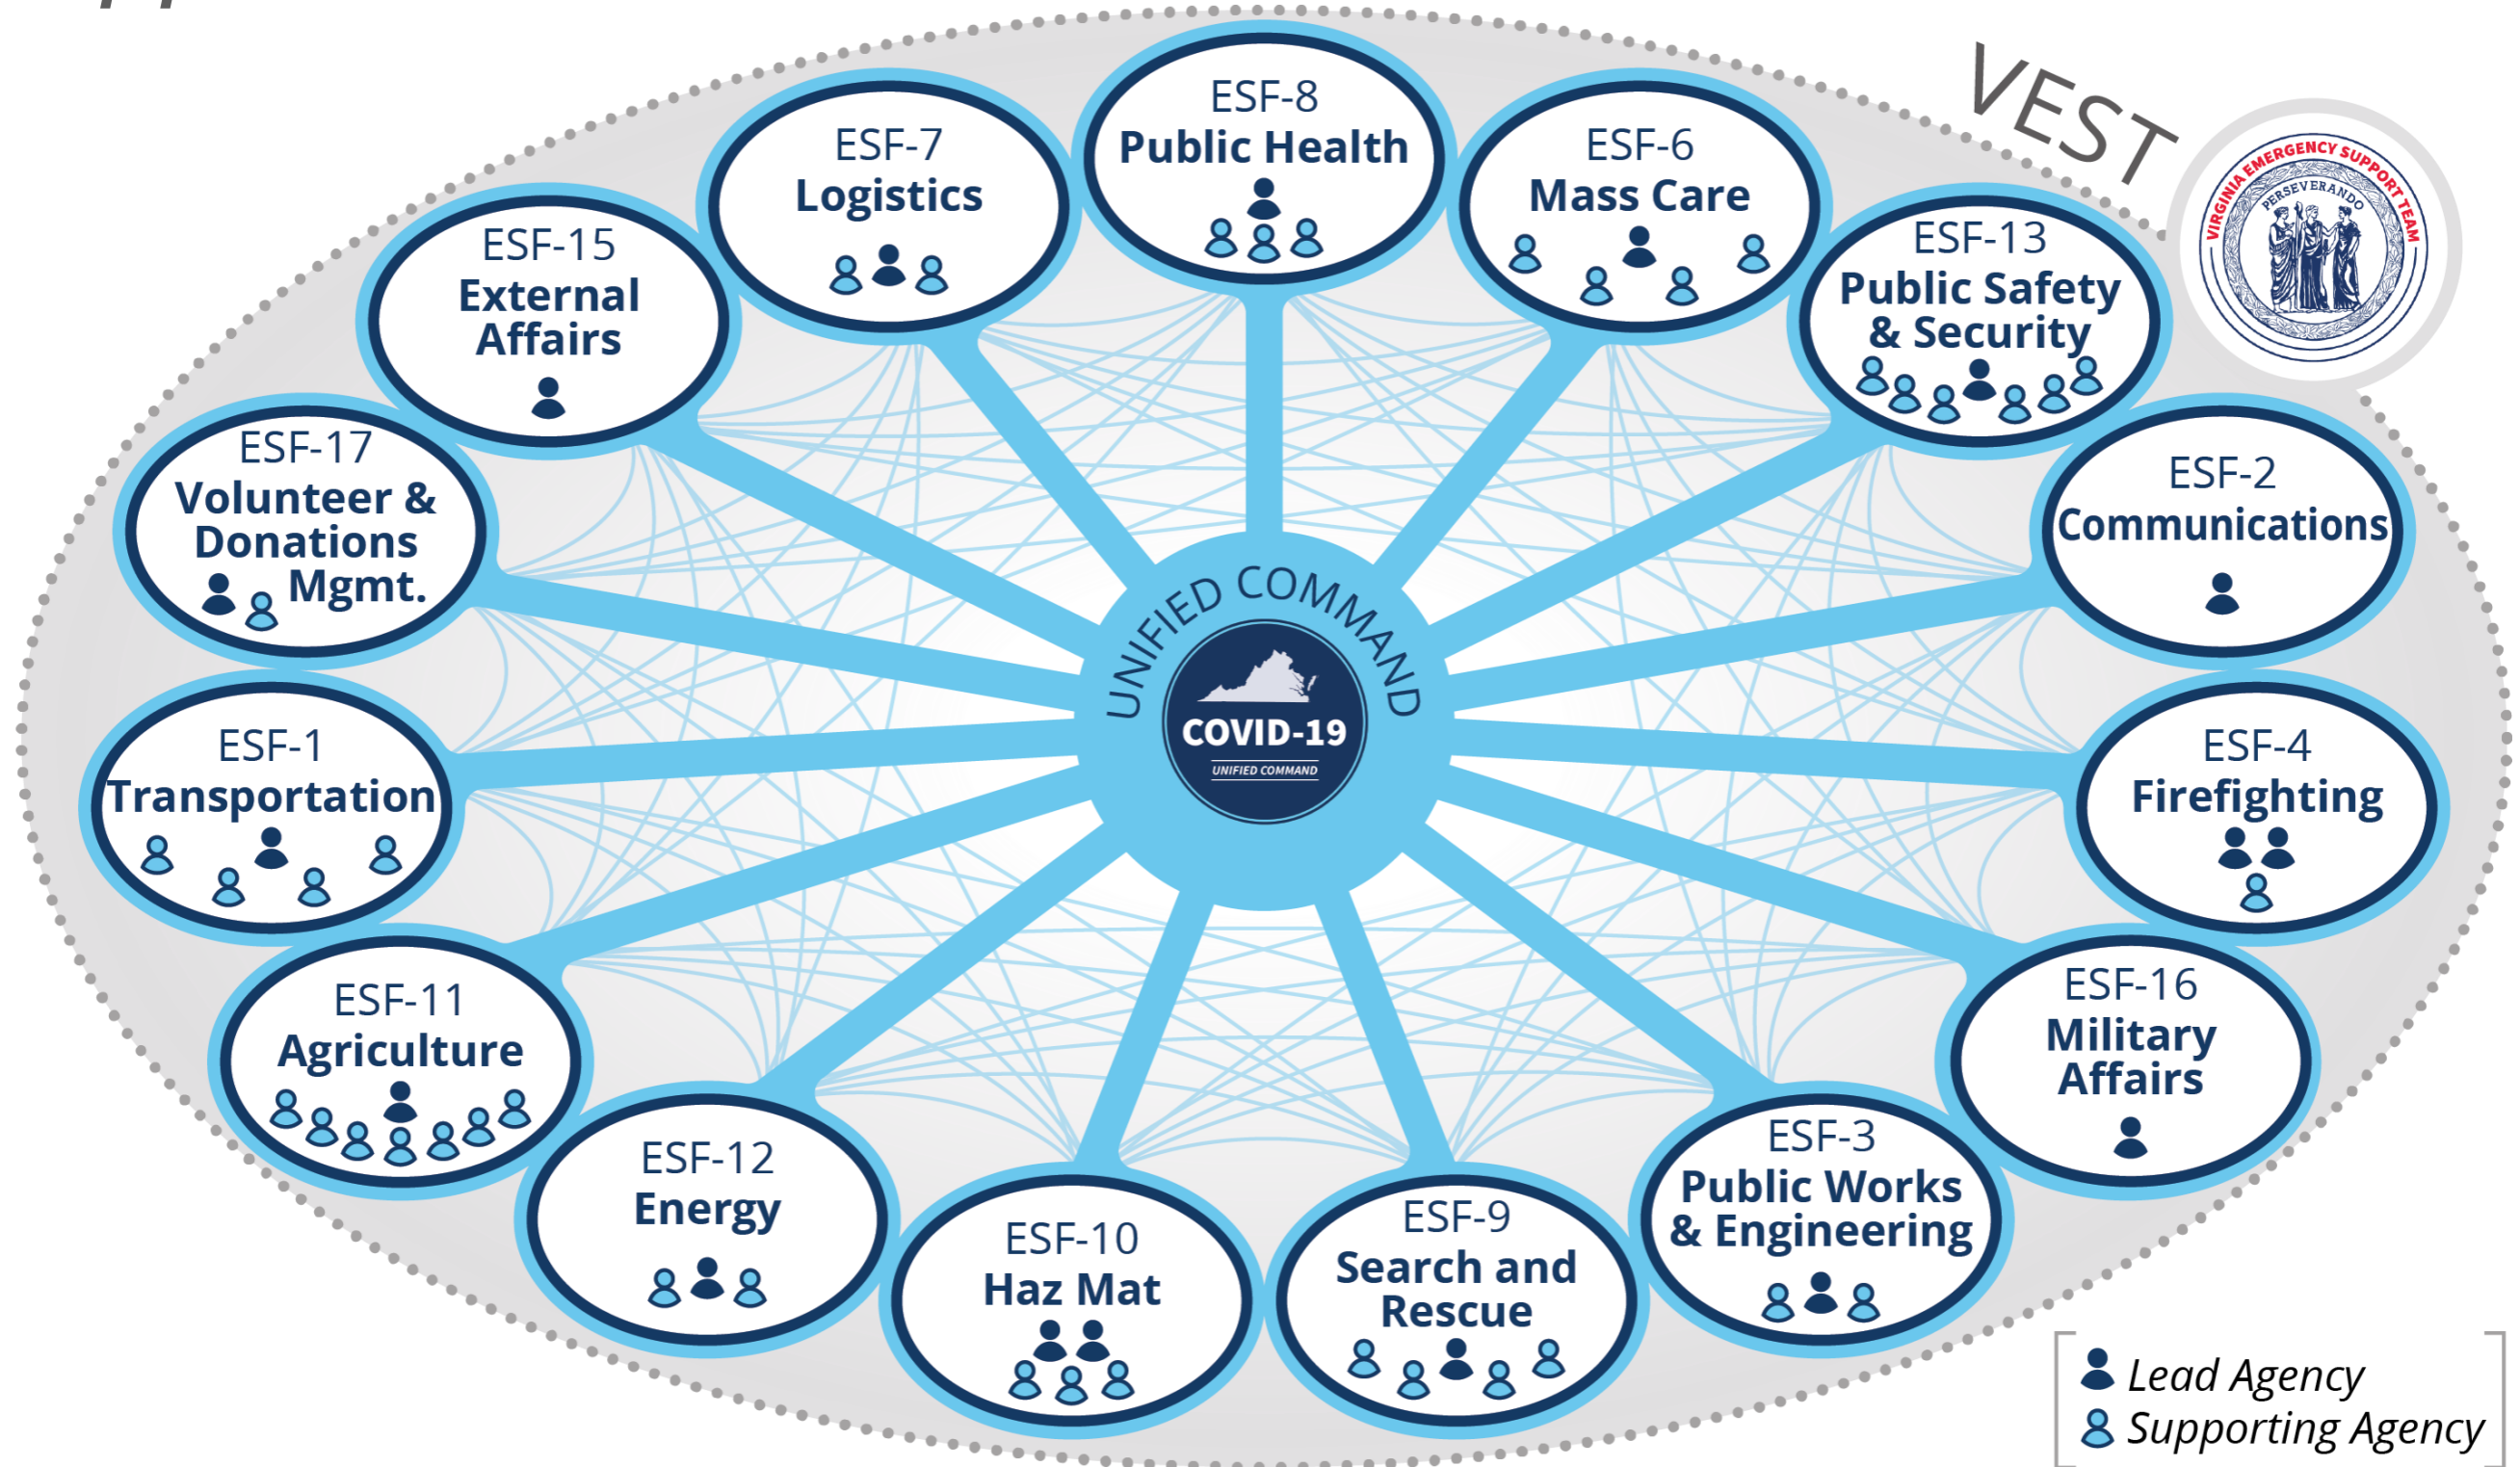 VEST
VIRGINIA EMERGENCY SUPPORT TEAM
PERSEVERANDO
ESF-8
Public Health
ESF-7
Logistics
ESF-6
Mass Care
ESF-15
External
Affairs
ESF-13
Public Safety
& Security
ESF-17
Volunteer &
Donations
Mgmt.
ESF-2
Communications
UNIFIED COMMAND
COVID-19
UNIFIED COMMAND
ESF-1
Transportation
ESF-4
Firefighting
ESF-11
Agriculture
ESF-16
Military
Affairs
ESF-12
Energy
ESF-3
Public Works
& Engineering
ESF-10
Haz Mat
ESF-9
Search and
Rescue
Lead Agency
Supporting Agency